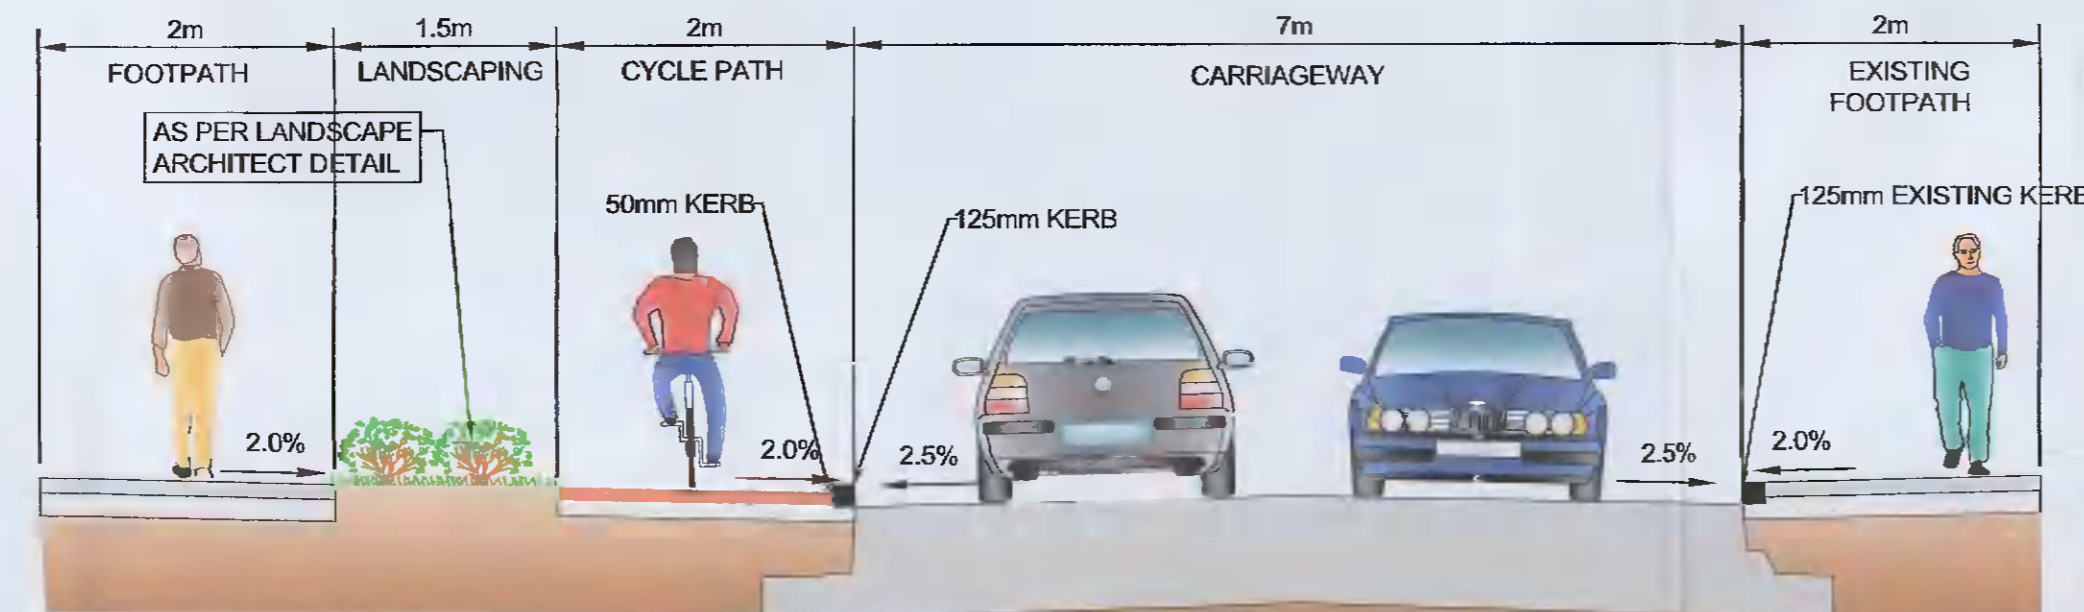 2m
1.5m
2m
7m
2m
FOOTPATH
LANDSCAPING
CYCLE PATH
CARRIAGEWAY
EXISTING
FOOTPATH
AS PER LANDSCAPE
ARCHITECT DETAIL
50mm KERB
125mm KERB
125mm EXISTING KERB
2.0%
2.0%
2.5%
2.5%
2.0%